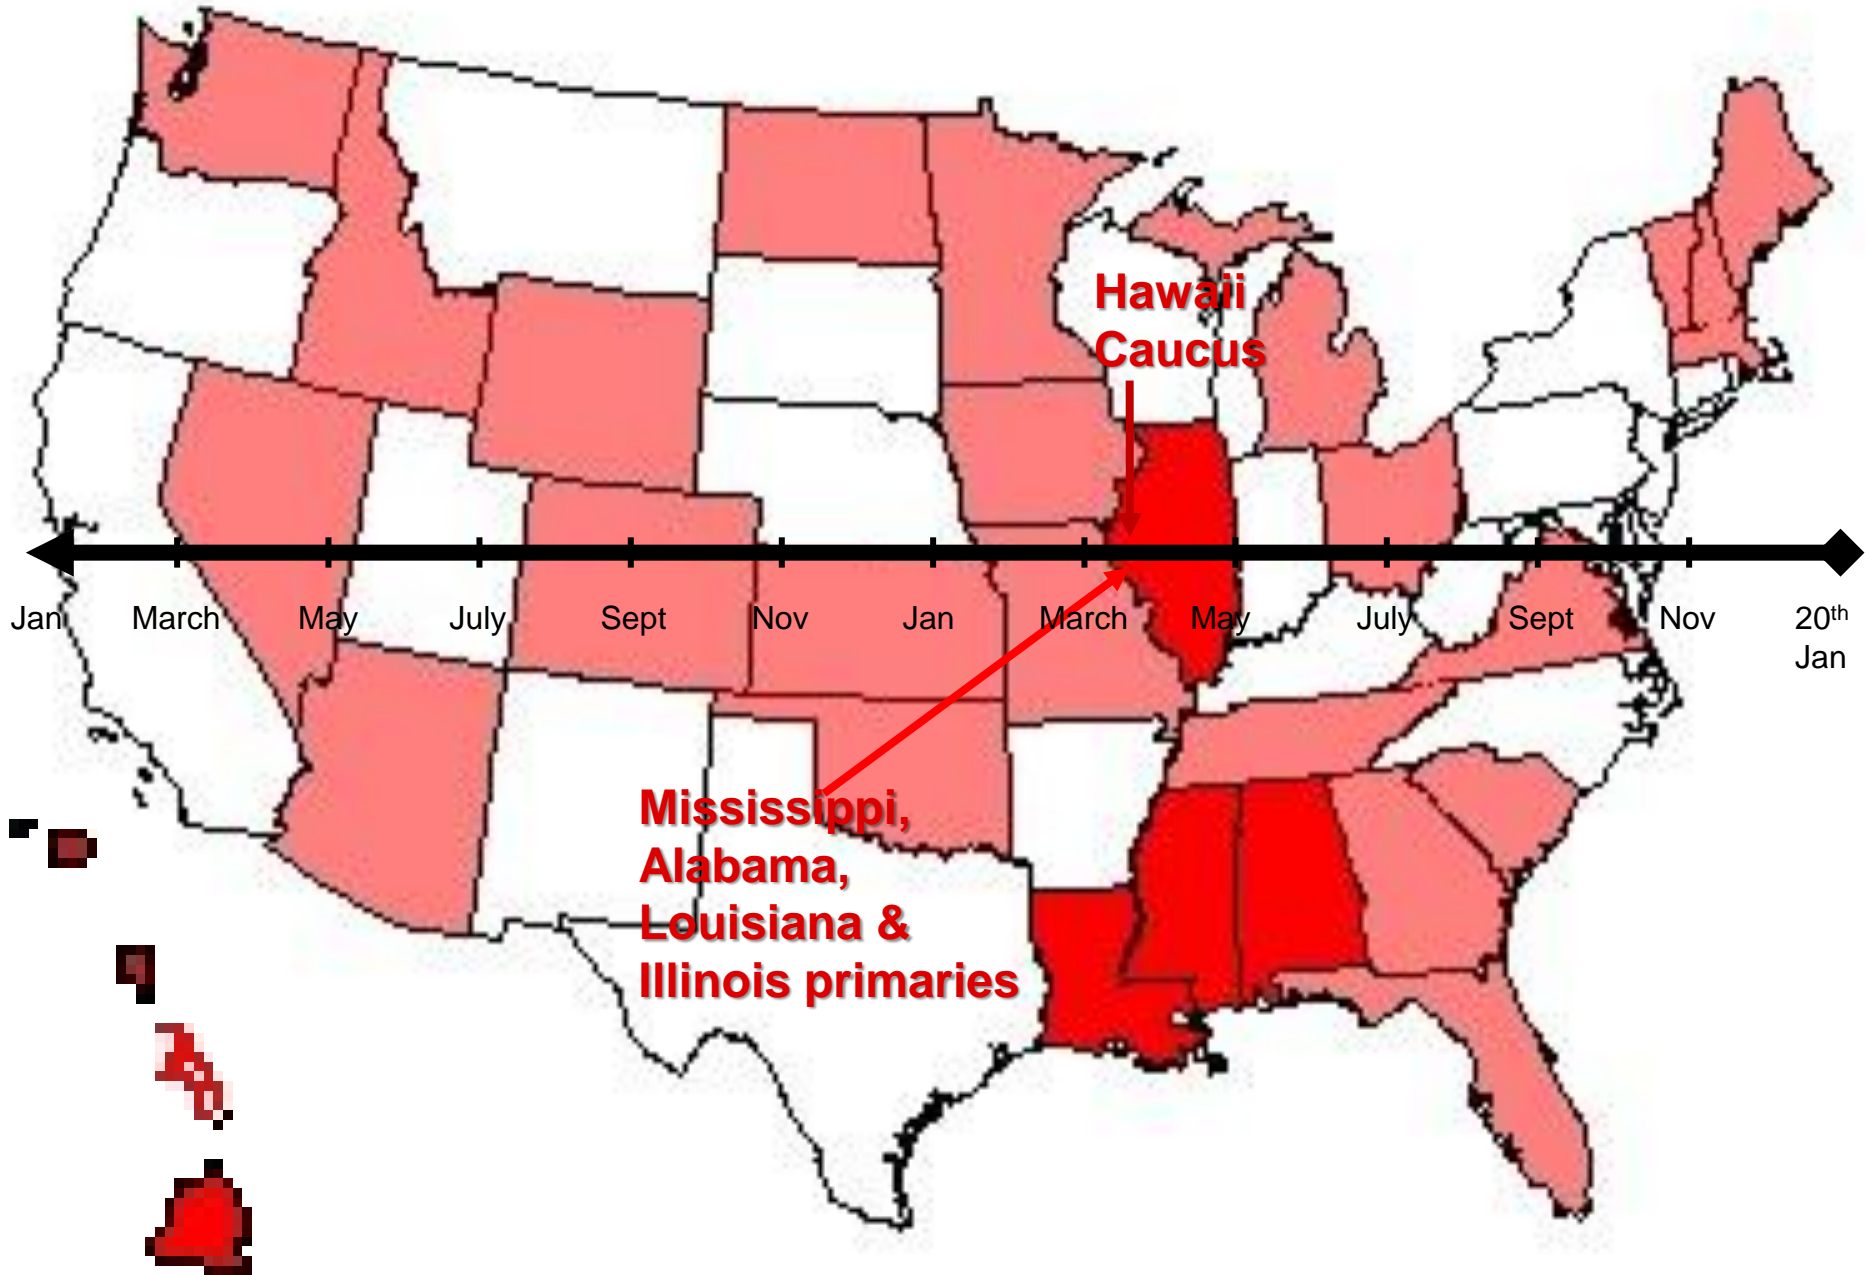 Hawaii
Caucus
Jan March May July Sept Nov Jan March May July Sept Nov 20th
Jan
Mississippi,
Alabama,
Louisiana &
Illinois primaries